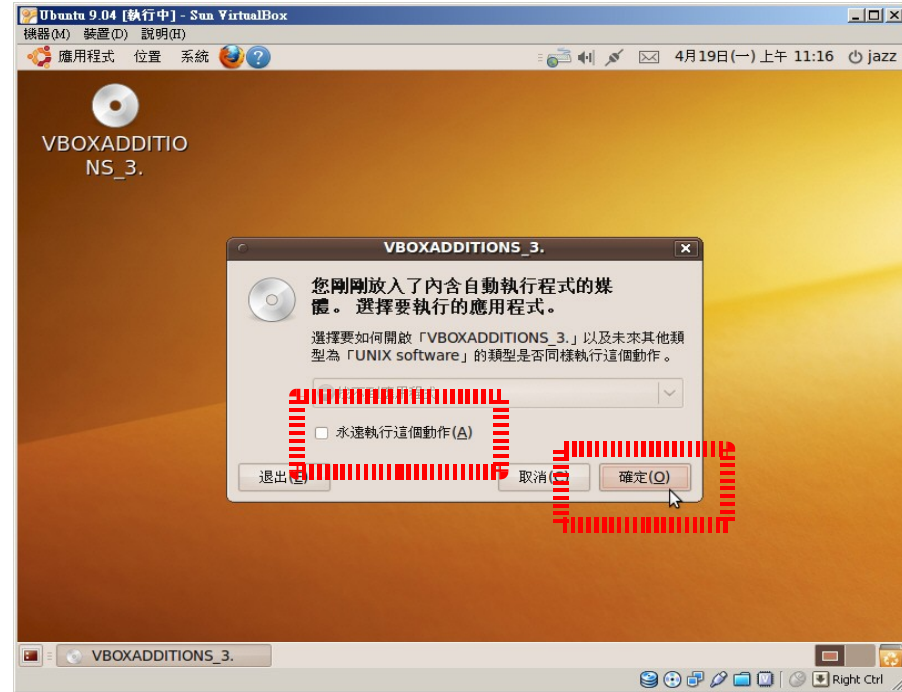 Ubuntu 9.04 [執行中] - Sun VirtualBox
機器(M) 裝置(D) 說明(H)
應用程式 位置 系統 4月19日(一) 上午 11:16 jazz
VBOXADDITIO
NS_3.
VBOXADDITIONS_3.
您剛剛放入了內含自動執行程式的媒
體。 選擇要執行的應用程式。
選擇要如何開啟「VBOXADDITIONS_3.」以及未來其他類
型為「UNIX software」的類型是否同樣執行這個動作。
永遠執行這個動作(A)
退出(E) 取消(C) 確定(O)
VBOXADDITIONS_3.
Right Ctrl